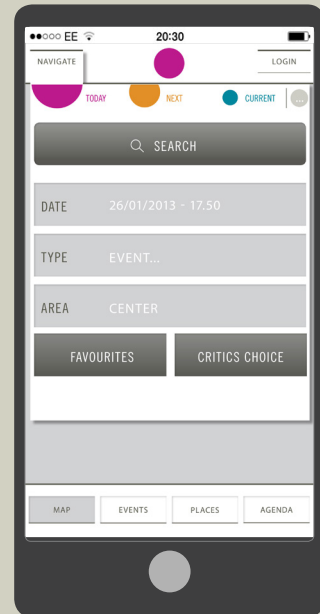 EE 20:30
NAVIGATE LOGIN
TODAY NEXT CURRENT ...
SEARCH
DATE 26/01/2013 - 17.50
TYPE EVENT...
AREA CENTER
FAVOURITES CRITICS CHOICE
MAP EVENTS PLACES AGENDA